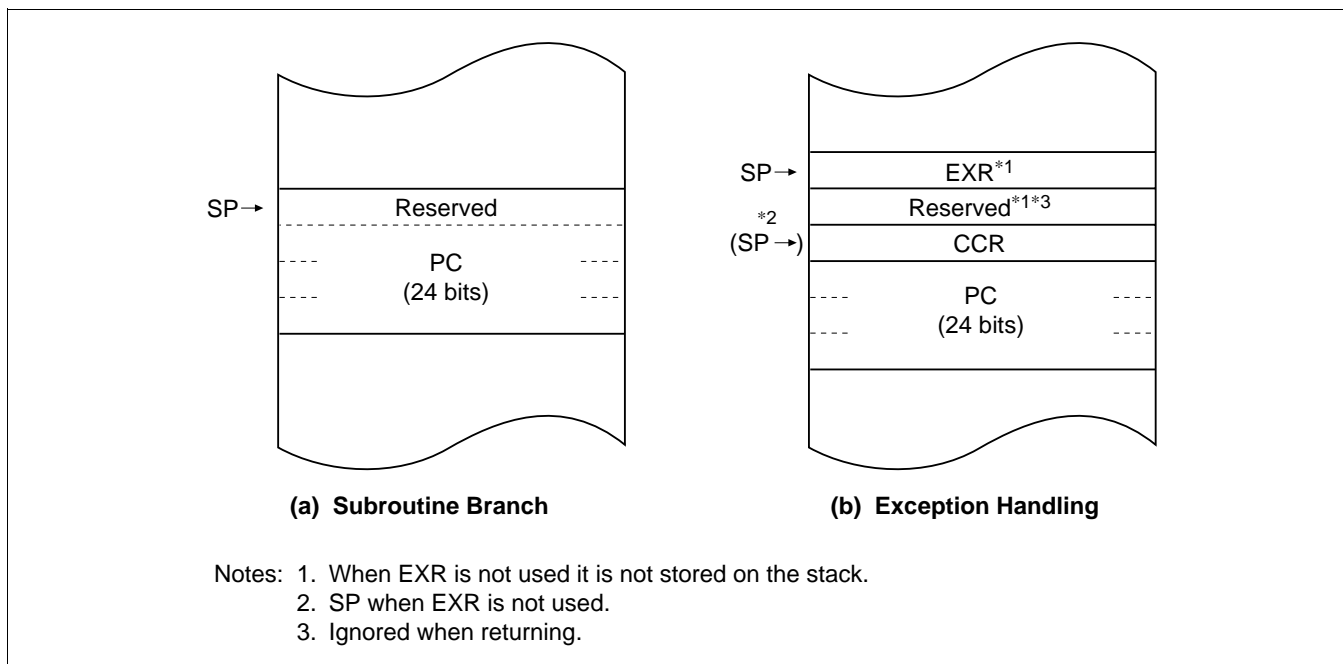 SP→
Reserved
PC
(24 bits)
(a) Subroutine Branch
SP→
EXR*1
Reserved*1*3
*2
(SP→)
CCR
PC
(24 bits)
(b) Exception Handling
Notes: 1. When EXR is not used it is not stored on the stack.
2. SP when EXR is not used.
3. Ignored when returning.